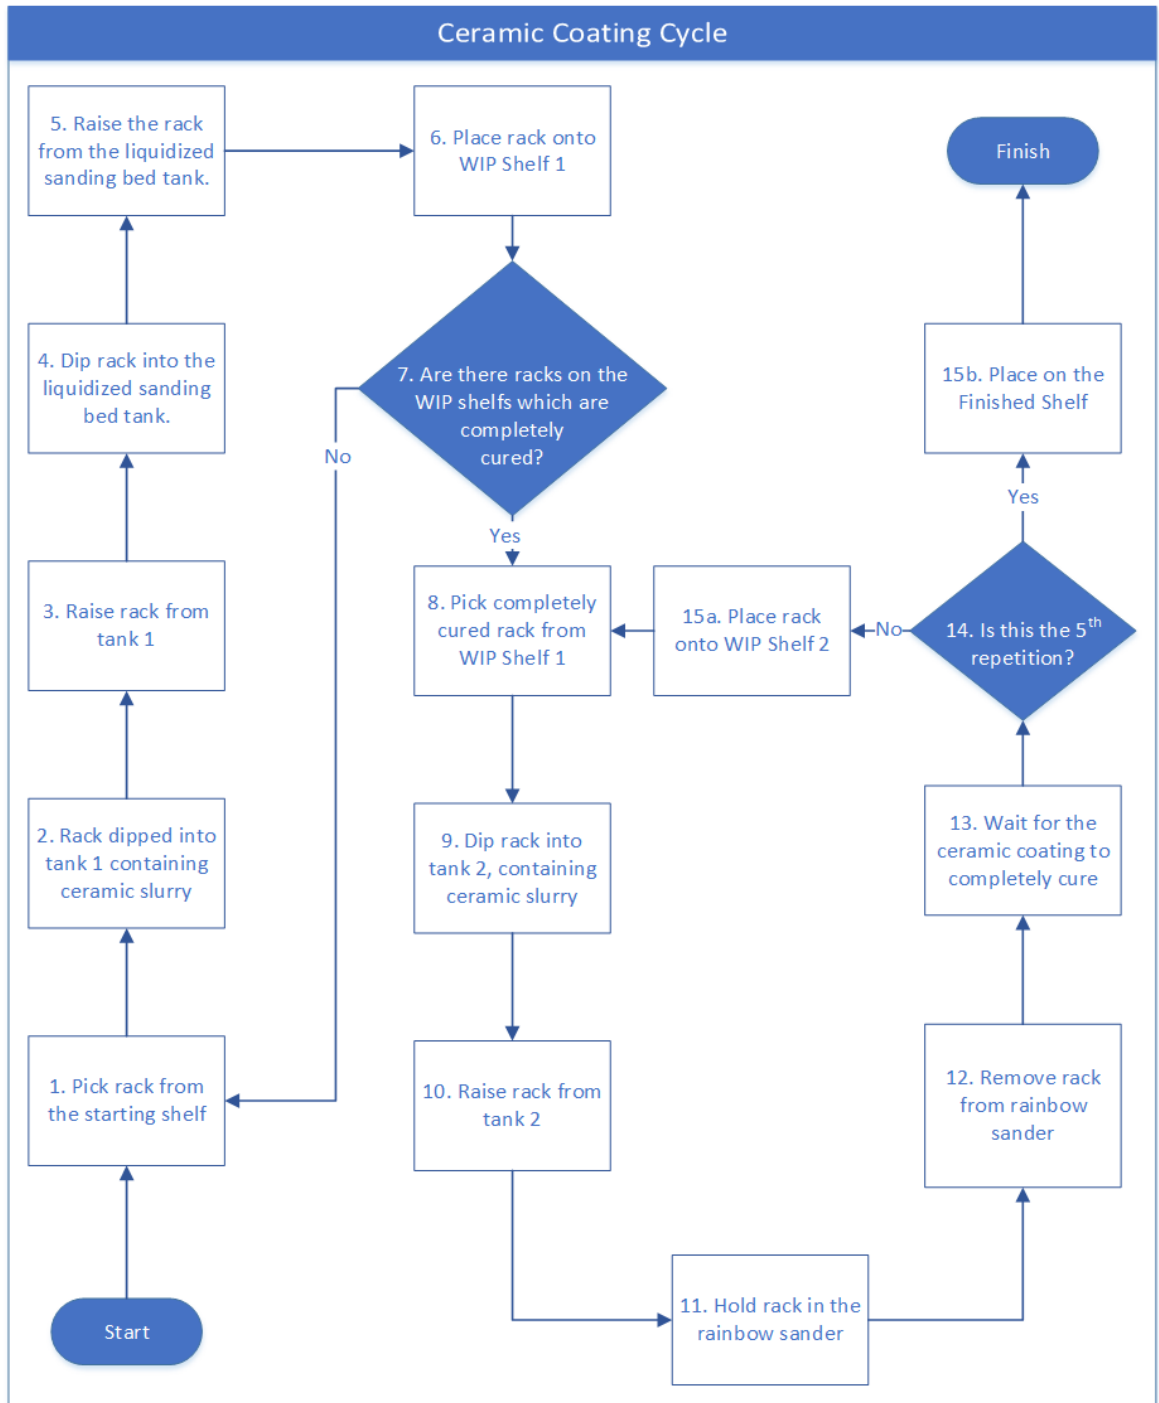 Ceramic Coating Cycle
5. Raise the rack
from the liquidized
sanding bed tank.
6. Place rack onto
WIP Shelf 1
Finish
4. Dip rack into the
liquidized sanding
bed tank.
7. Are there racks on the
WIP shelfs which are
completely
cured?
15b. Place on the
Finished Shelf
No
Yes
Yes
3. Raise rack from
tank 1
8. Pick completely
cured rack from
WIP Shelf 1
15a. Place rack
onto WIP Shelf 2
No
14. Is this the 5th
repetition?
2. Rack dipped into
tank 1 containing
ceramic slurry
9. Dip rack into
tank 2, containing
ceramic slurry
13. Wait for the
ceramic coating to
completely cure
1. Pick rack from
the starting shelf
10. Raise rack from
tank 2
12. Remove rack
from rainbow
sander
11. Hold rack in the
rainbow sander
Start